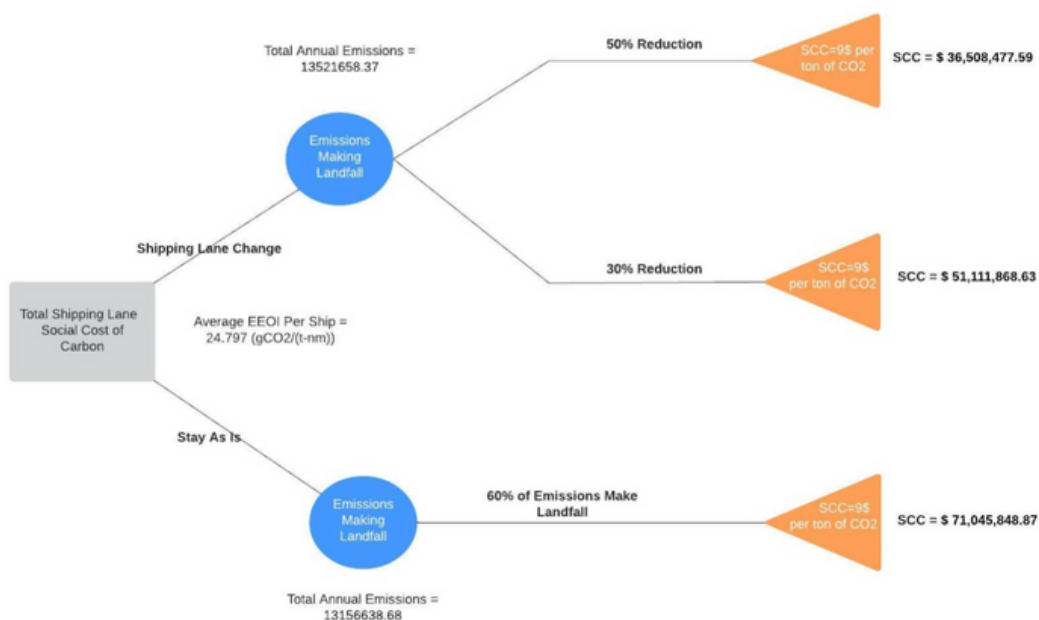 Total Annual Emissions =
13521658.37
50% Reduction
SCC=9$ per
ton of CO2
SCC = $ 36,508,477.59
Emissions
Making
Landfall
Shipping Lane Change
30% Reduction
SCC=9$
per ton of CO2
SCC = $ 51,111,868.63
Total Shipping Lane
Social Cost of
Carbon
Average EEOI Per Ship =
24.797 (gCO2/(t-nm))
Stay As Is
Emissions
Making
Landfall
60% of Emissions Make
Landfall
SCC=9$
per ton of CO2
SCC = $ 71,045,848.87
Total Annual Emissions =
13156638.68